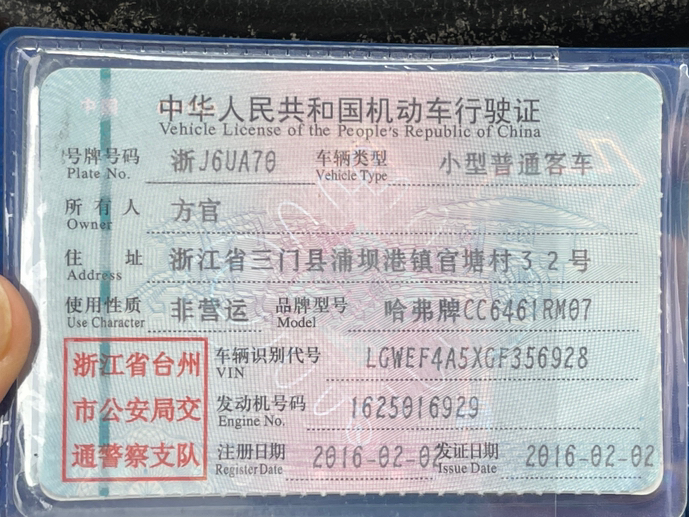 中华人民共和国机动车行驶证
Vehicle License of the People's Republic of China
号牌号码 浙J6UA70 车辆类型 小型普通客车
Plate No. Vehicle Type
所有人 方官
Owner
住址 浙江省三门县浦坝港镇官塘村32号
Address
使用性质 非营运 品牌型号 哈弗牌CC6461RM07
Use Character Model
浙江省台州
市公安局交
通警察支队
车辆识别代号 LGWEF4A5XGF356928
VIN
发动机号码 1625016929
Engine No.
注册日期 2016-02-02 发证日期 2016-02-02
Register Date Issue Date